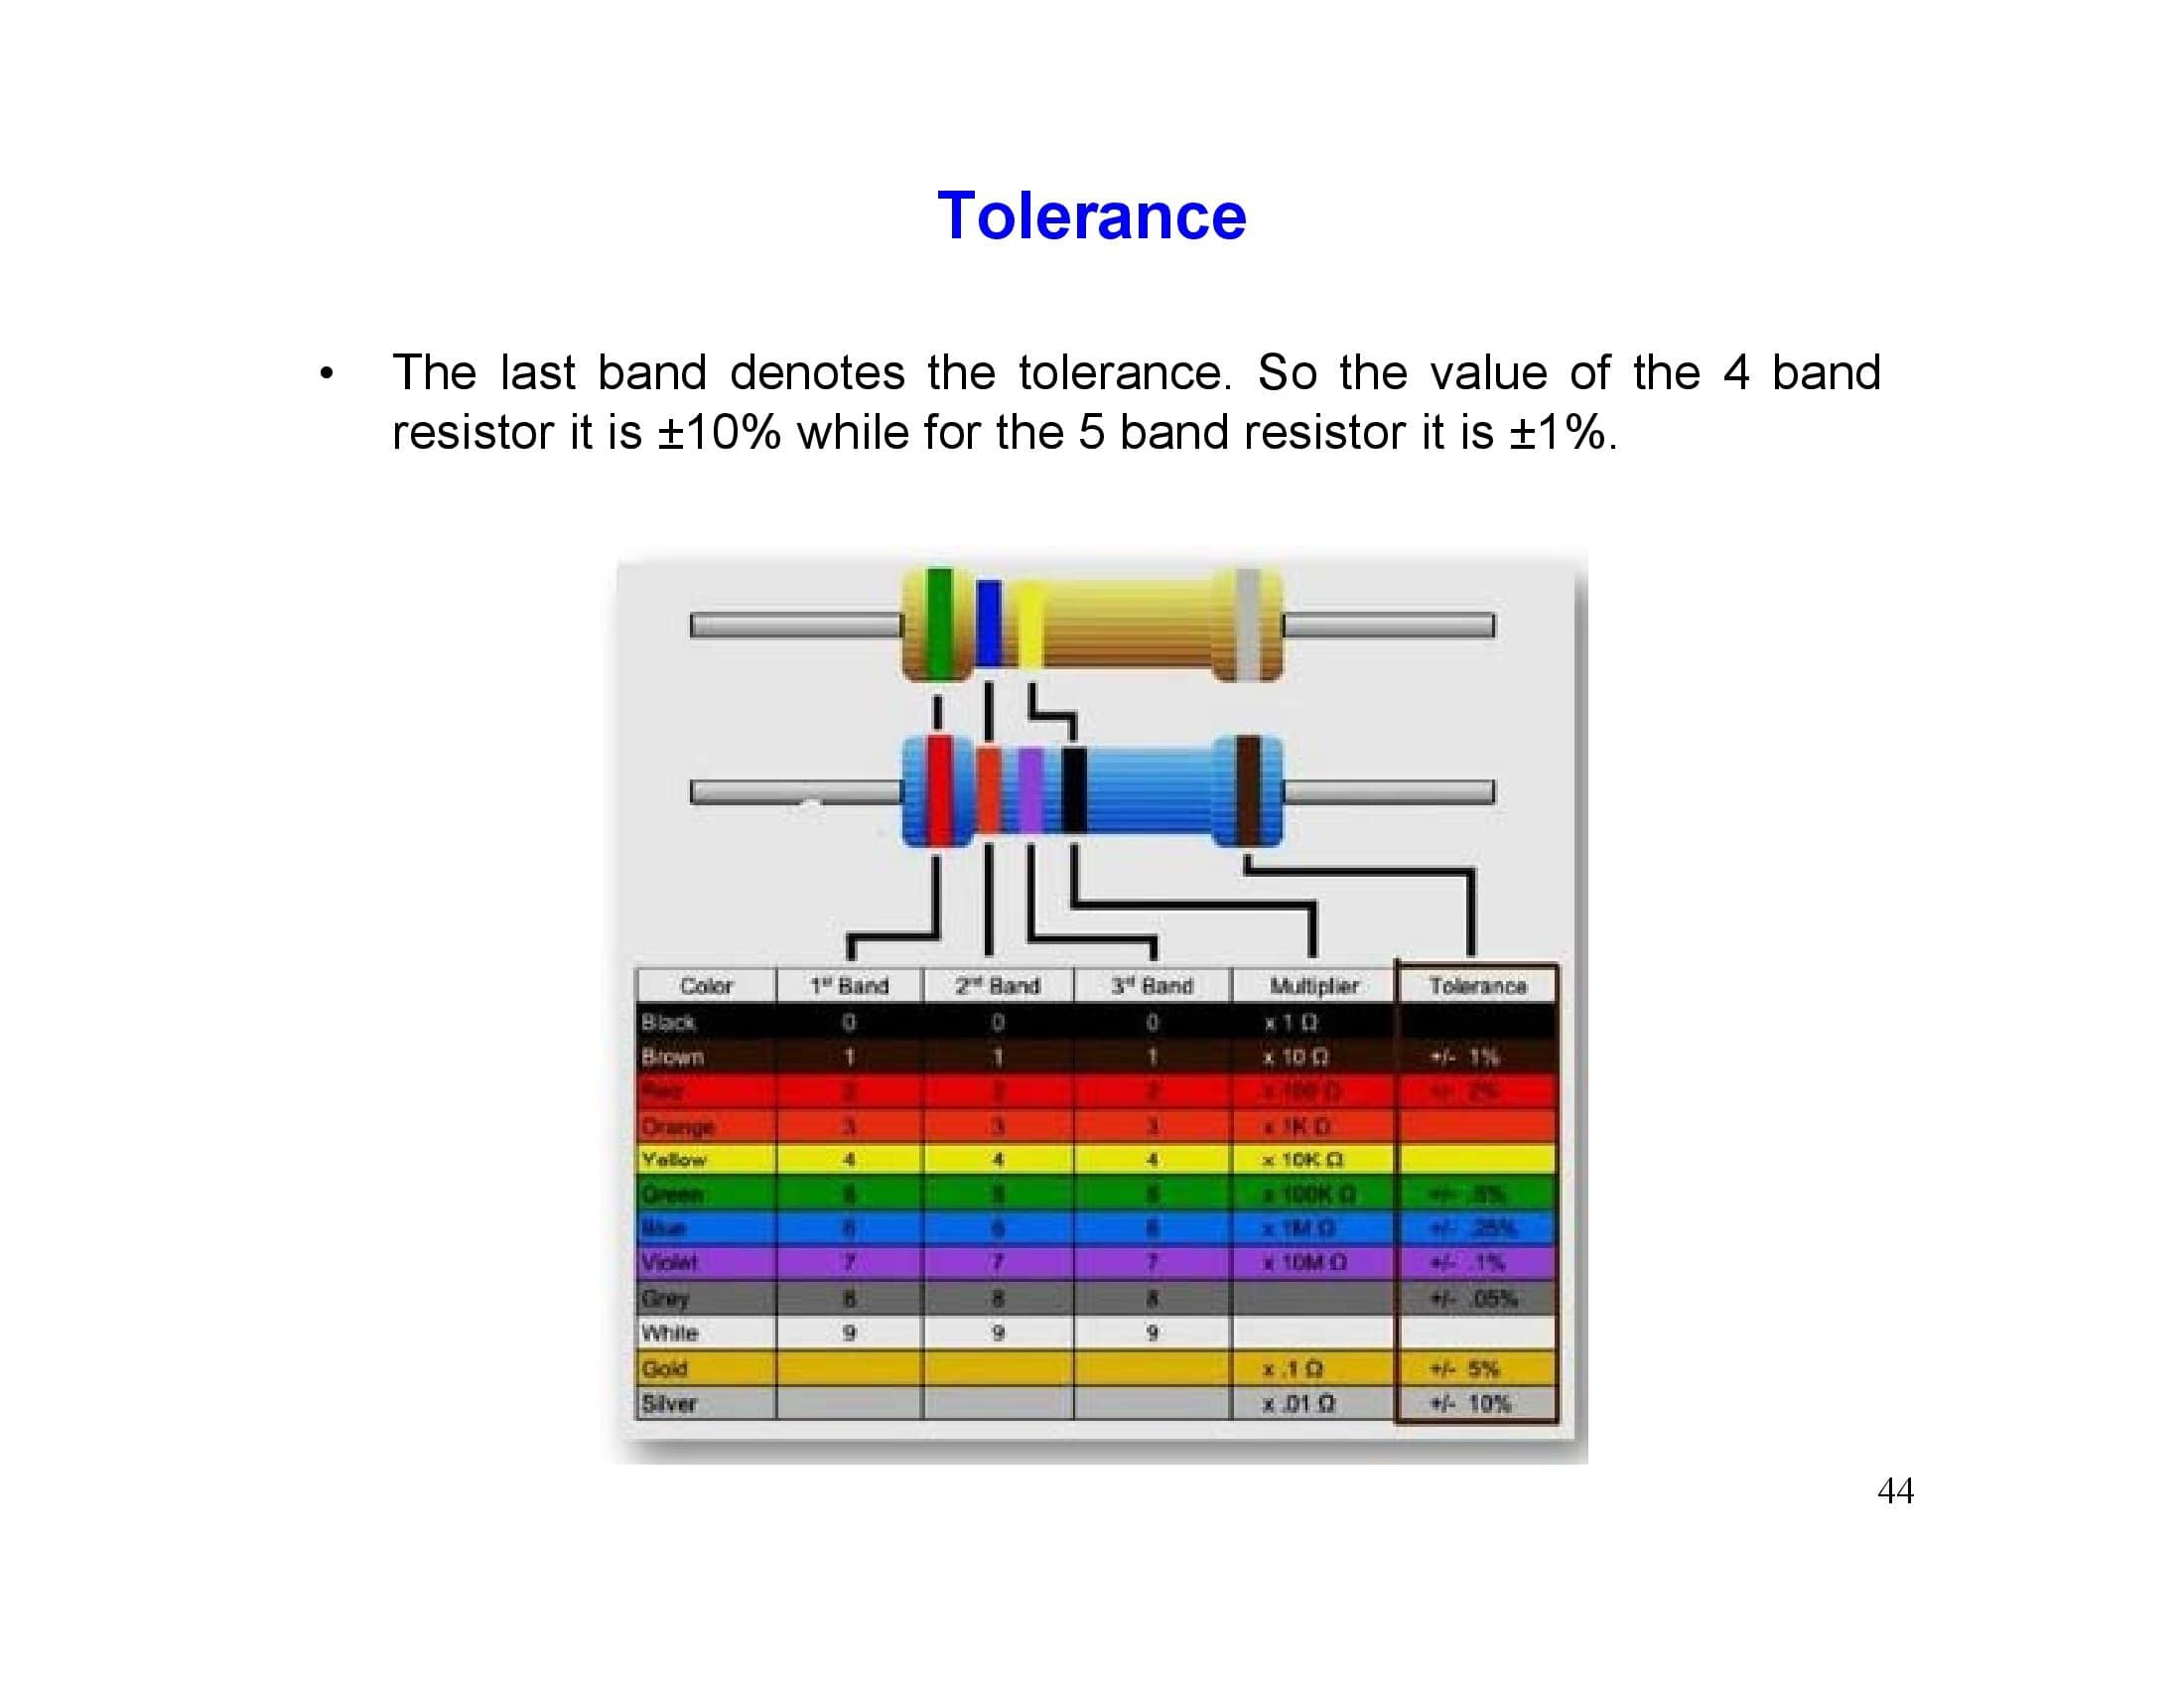 Tolerance
• The last band denotes the tolerance. So the value of the 4 band
resistor it is ±10% while for the 5 band resistor it is ±1%.
Color 1st Band 2nd Band 3rd Band Multiplier Tolerance
Black 0 0 0 x 1 Ω
Brown 1 1 1 x 10 Ω +/- 1%
Red 2 2 2 x 100 Ω +/- 2%
Orange 3 3 3 x 1K Ω
Yellow 4 4 4 x 10K Ω
Green 5 5 5 x 100K Ω +/- .5%
Blue 6 6 6 x 1M Ω +/- .25%
Violet 7 7 7 x 10M Ω +/- .1%
Grey 8 8 8 +/- .05%
White 9 9 9
Gold x .1 Ω +/- 5%
Silver x .01 Ω +/- 10%
44